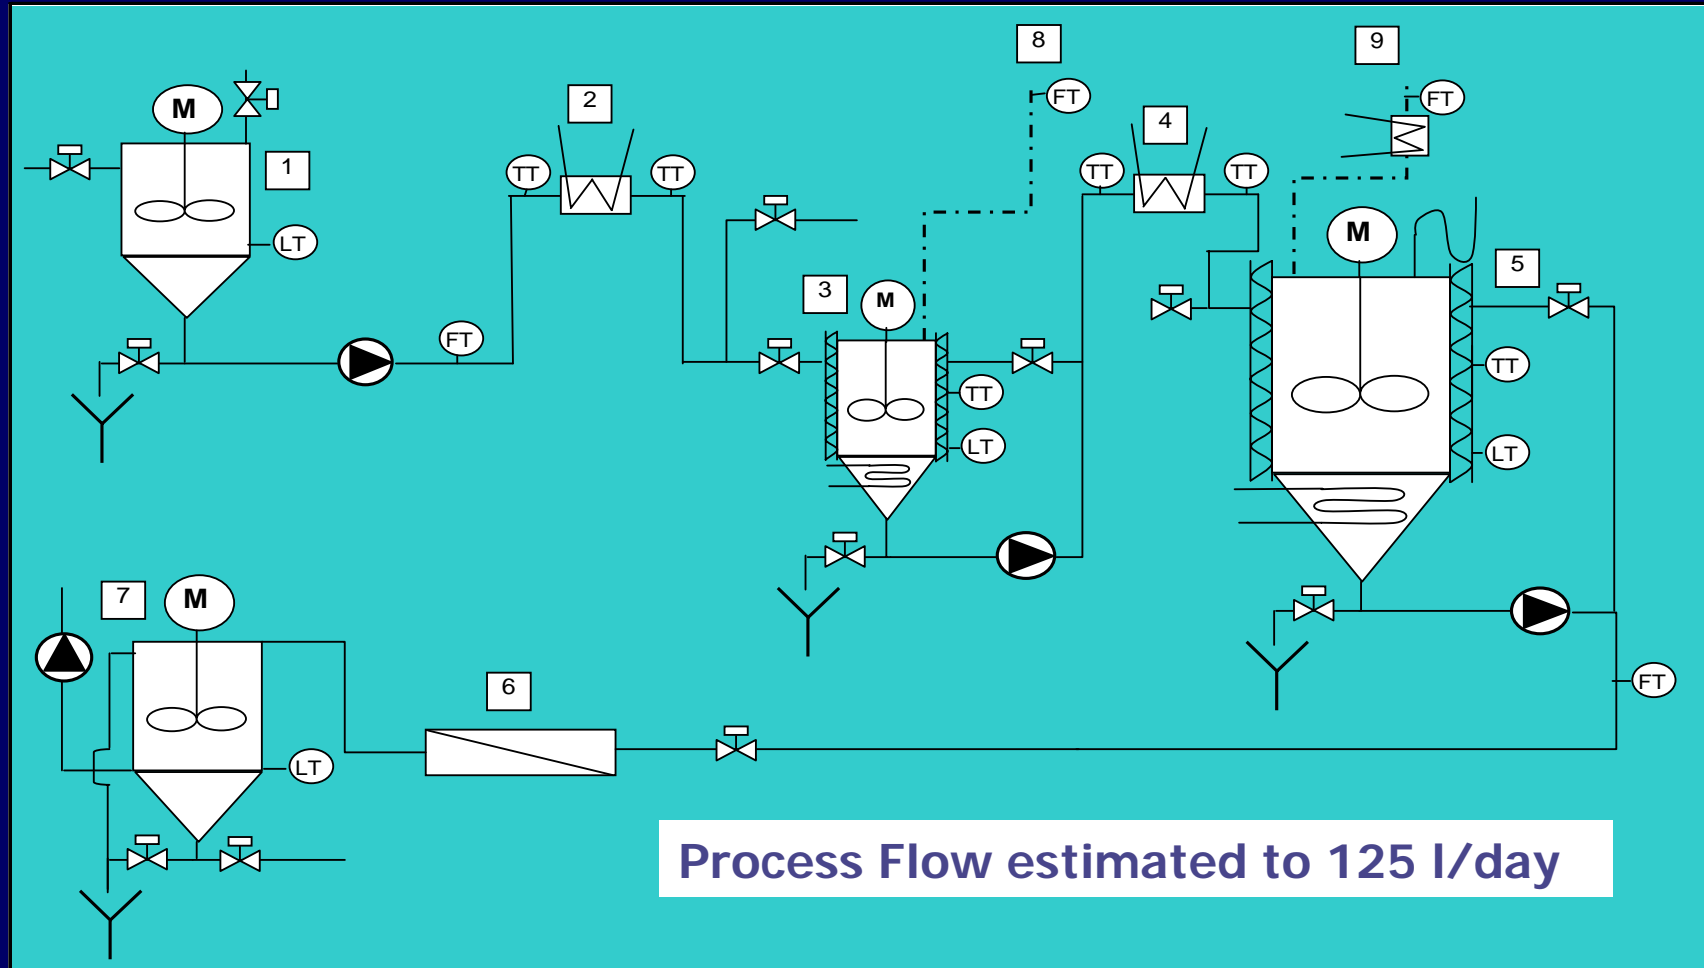 8
9
M
2
FT
FT
4
1
TT
TT
TT
TT
LT
M
5
3
M
FT
TT
TT
LT
LT
7
M
6
FT
LT
Process Flow estimated to 125 l/day